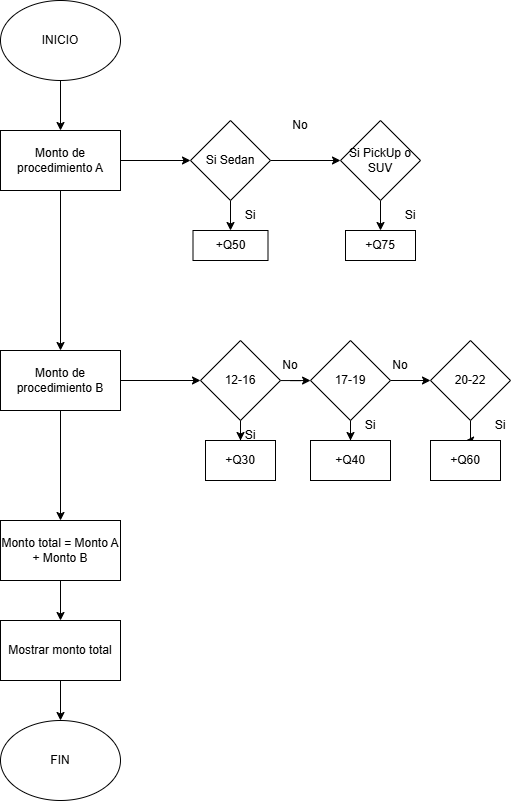 INICIO
Monto de
procedimiento A
Si Sedan
No
Si PickUp o
SUV
Si
Si
+Q50
+Q75
Monto de
procedimiento B
12-16
No
17-19
No
20-22
Si
Si
Si
+Q30
+Q40
+Q60
Monto total = Monto A
+ Monto B
Mostrar monto total
FIN